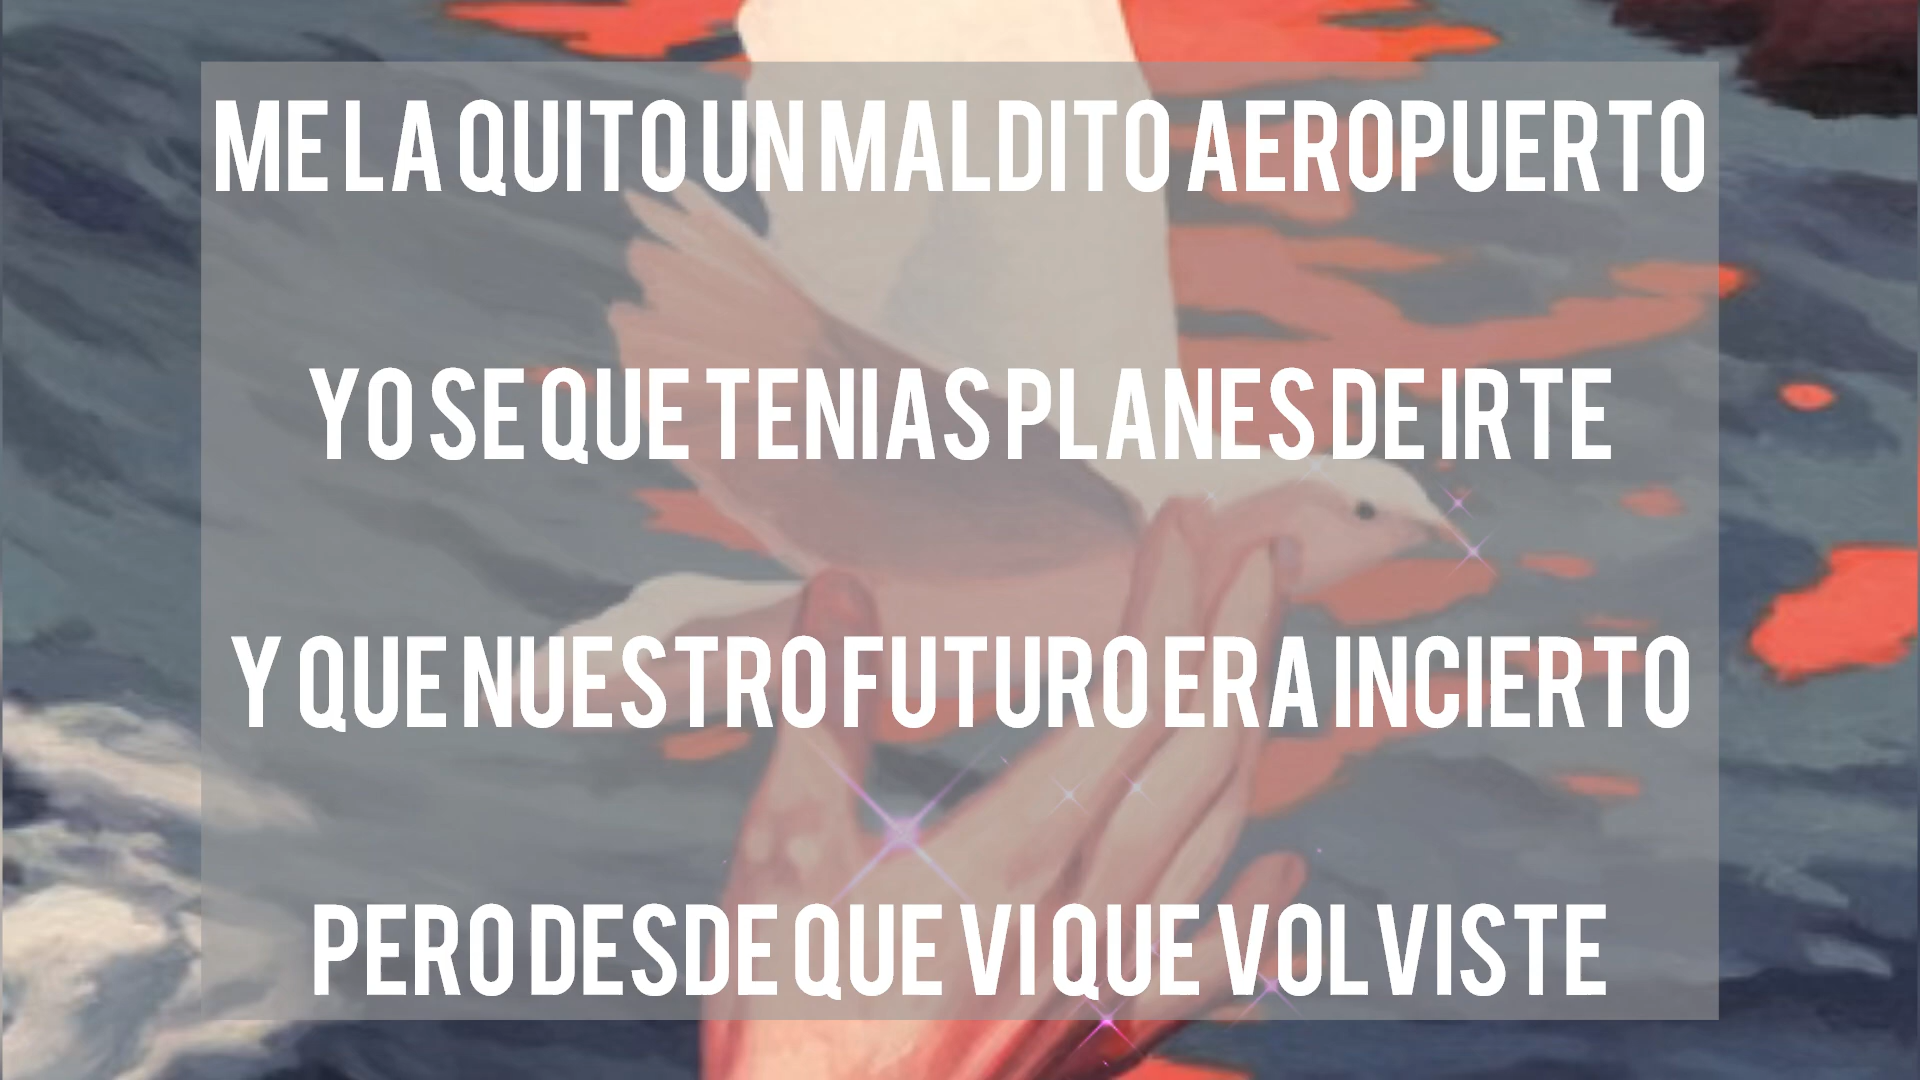 ME LA QUITO UN MALDITO AEROPUERTO
YO SE QUE TENIAS PLANES DE IRTE
Y QUE NUESTRO FUTURO ERA INCIERTO
PERO DESDE QUE VI QUE VOLVISTE